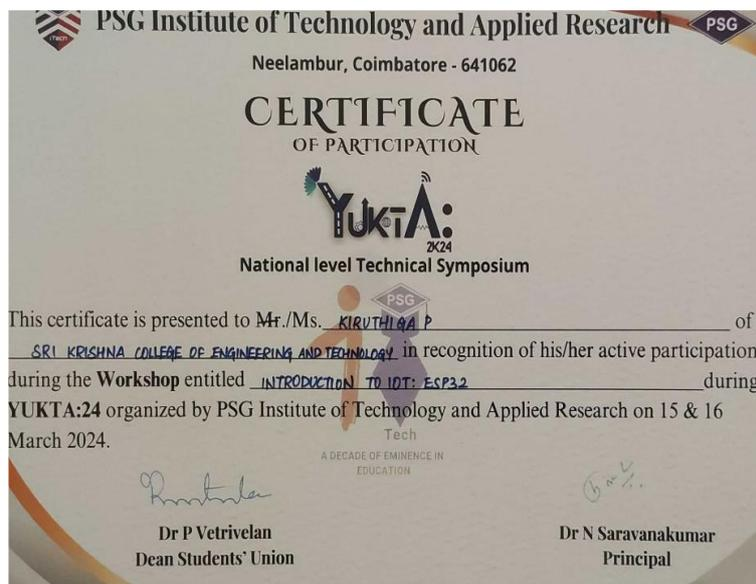 iTech
PSG Institute of Technology and Applied Research
PSG
Neelambur, Coimbatore - 641062
CERTIFICATE
OF PARTICIPATION
YUKTA:
2K24
National level Technical Symposium
PSG
This certificate is presented to Mr./Ms. KIRUTHIGA P of
SRI KRISHNA COLLEGE OF ENGINEERING AND TECHNOLOGY in recognition of his/her active participation
during the Workshop entitled INTRODUCTION TO IOT: ESP32 during
YUKTA:24 organized by PSG Institute of Technology and Applied Research on 15 & 16
March 2024.
Tech
A DECADE OF EMINENCE IN
EDUCATION
Dr P Vetrivelan
Dean Students' Union
Dr N Saravanakumar
Principal